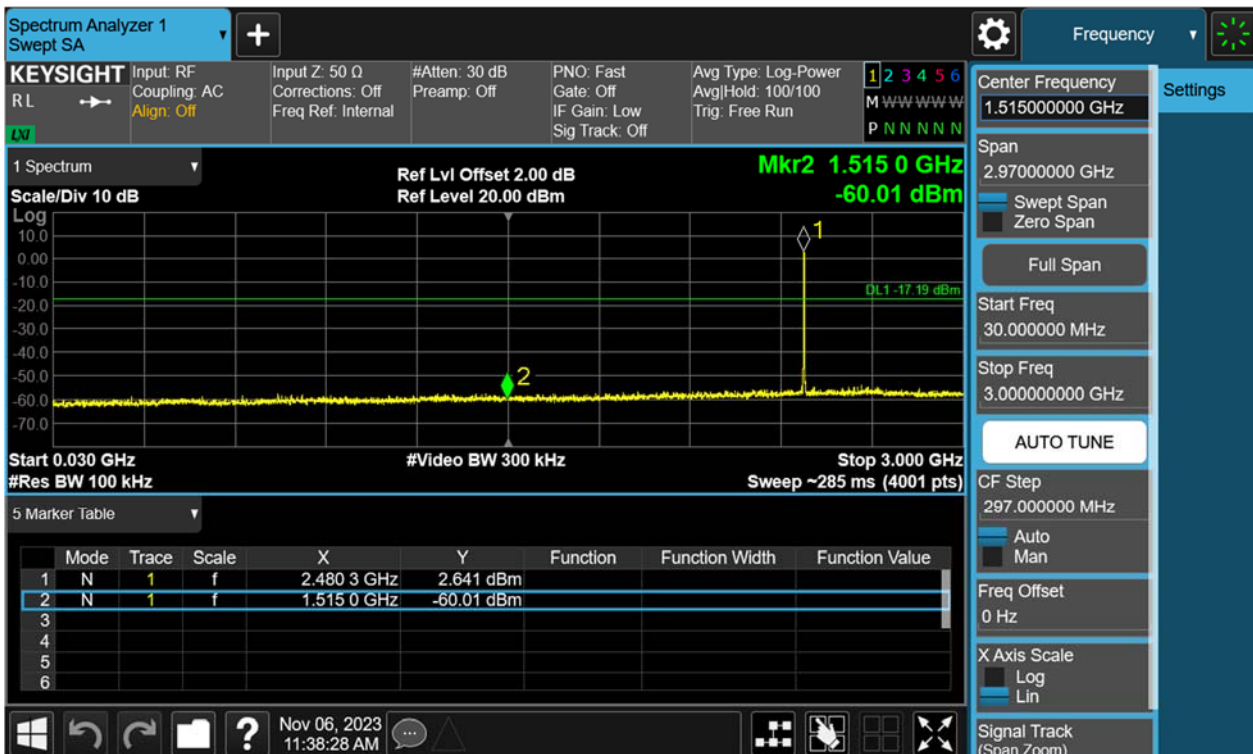 Spectrum Analyzer 1
Swept SA
Frequency
KEYSIGHT
RL
LXI
Input: RF
Coupling: AC
Align: Off
Input Z: 50 Ω
Corrections: Off
Freq Ref: Internal
#Atten: 30 dB
Preamp: Off
PNO: Fast
Gate: Off
IF Gain: Low
Sig Track: Off
Avg Type: Log-Power
Avg|Hold: 100/100
Trig: Free Run
1 2 3 4 5 6
M W W W W W
P N N N N N
1 Spectrum
Scale/Div 10 dB
Ref Lvl Offset 2.00 dB
Ref Level 20.00 dBm
Mkr2 1.515 0 GHz
-60.01 dBm
Log
10.0
0.00
-10.0
-20.0
-30.0
-40.0
-50.0
-60.0
-70.0
1
DL1 -17.19 dBm
2
Start 0.030 GHz
#Res BW 100 kHz
#Video BW 300 kHz
Stop 3.000 GHz
Sweep ~285 ms (4001 pts)
5 Marker Table
Mode Trace Scale X Y Function Function Width Function Value
1 N 1 f 2.480 3 GHz 2.641 dBm
2 N 1 f 1.515 0 GHz -60.01 dBm
3
4
5
6
Nov 06, 2023
11:38:28 AM
Center Frequency
1.515000000 GHz
Span
2.97000000 GHz
Swept Span
Zero Span
Full Span
Start Freq
30.000000 MHz
Stop Freq
3.000000000 GHz
AUTO TUNE
CF Step
297.000000 MHz
Auto
Man
Freq Offset
0 Hz
X Axis Scale
Log
Lin
Signal Track
(Span Zoom)
Settings